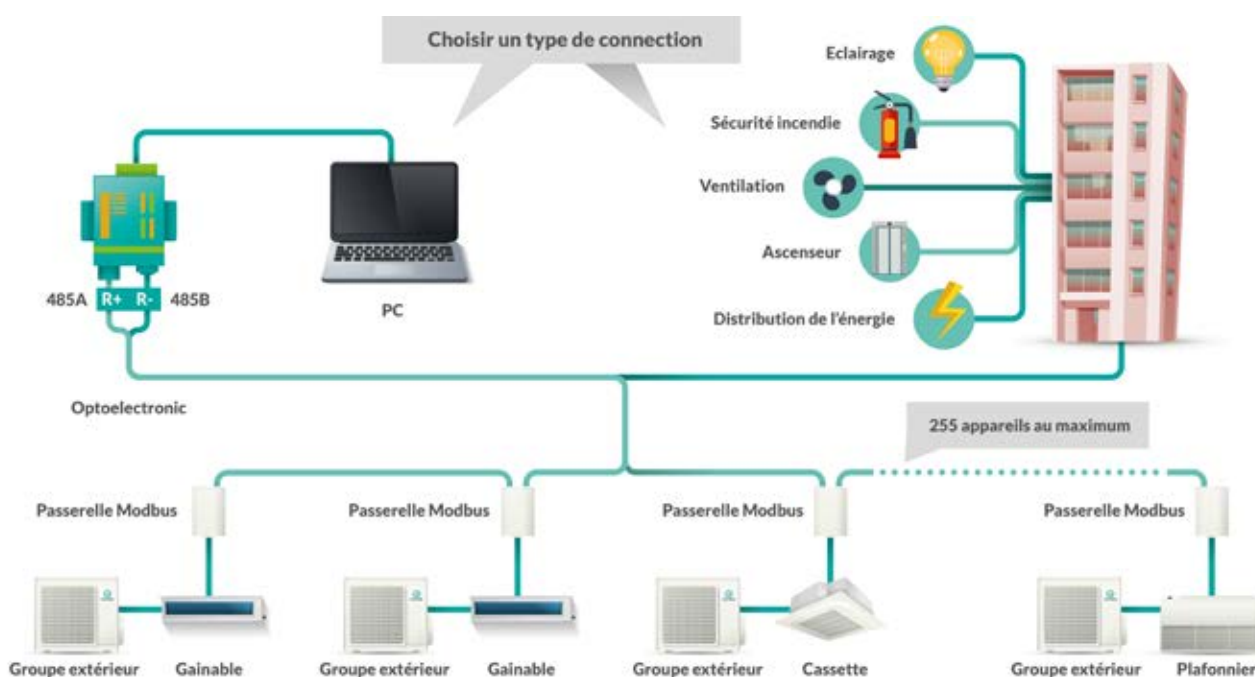 Choisir un type de connection
Eclairage
Sécurité incendie
Ventilation
Ascenseur
Distribution de l'énergie
485A R+ R- 485B
PC
Optoelectronic
255 appareils au maximum
Passerelle Modbus
Passerelle Modbus
Passerelle Modbus
Passerelle Modbus
Groupe extérieur
Gainable
Groupe extérieur
Gainable
Groupe extérieur
Cassette
Groupe extérieur
Plafonnier